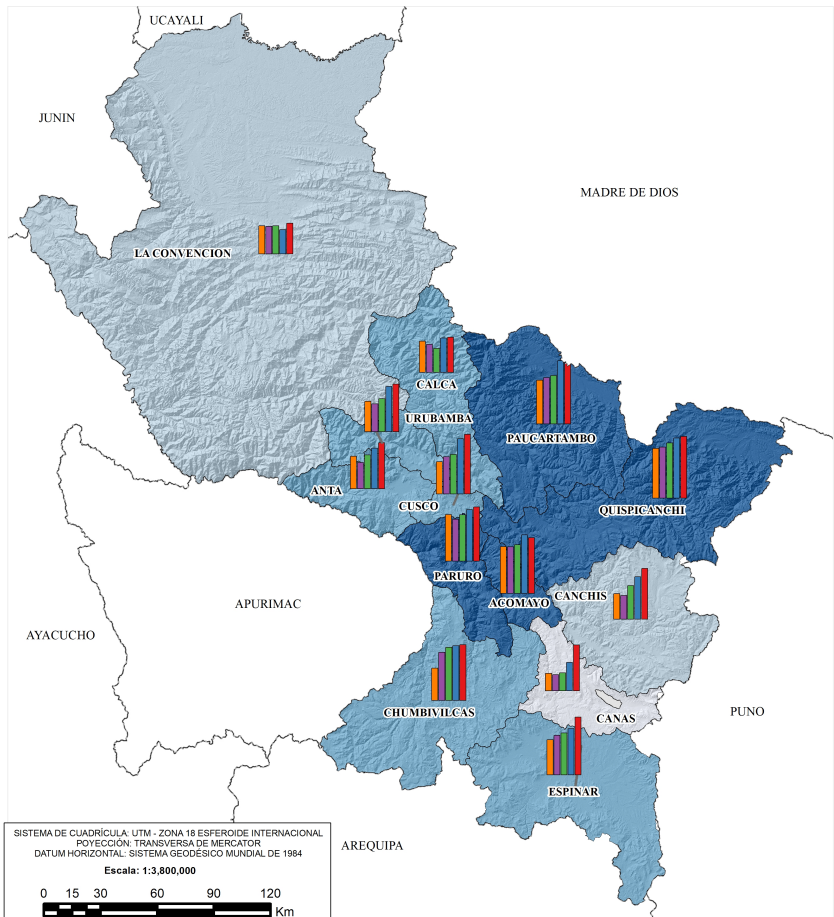 UCAYALI
JUNIN
MADRE DE DIOS
LA CONVENCION
CALCA
URUBAMBA
PAUCARTAMBO
ANTA
CUSCO
QUISPICANCHI
PARURO
ACOMAYO
CANCHIS
APURIMAC
AYACUCHO
CHUMBIVILCAS
CANAS
PUNO
ESPINAR
SISTEMA DE CUADRÍCULA: UTM - ZONA 18 ESFEROIDE INTERNACIONAL
POYECCIÓN: TRANSVERSA DE MERCATOR
DATUM HORIZONTAL: SISTEMA GEODÉSICO MUNDIAL DE 1984
AREQUIPA
Escala: 1:3,800,000
0 15 30 60 90 120
Km